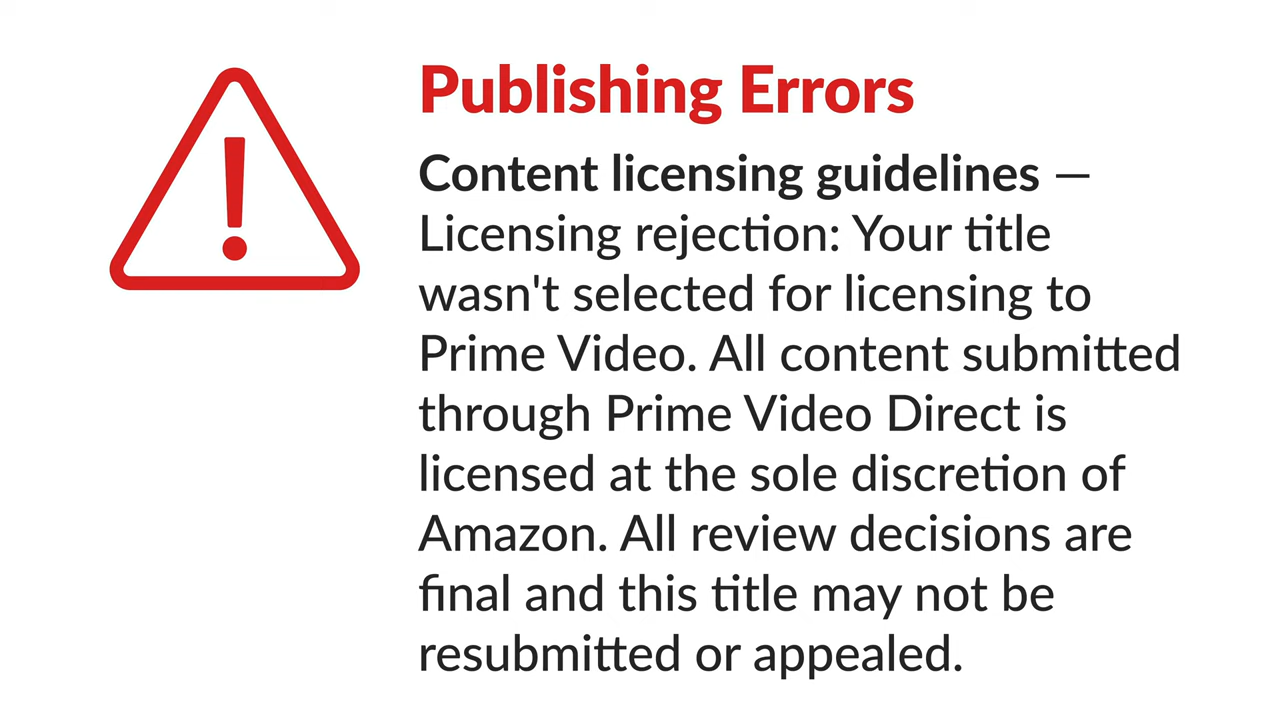 Publishing Errors
Content licensing guidelines —
Licensing rejection: Your title
wasn't selected for licensing to
Prime Video. All content submitted
through Prime Video Direct is
licensed at the sole discretion of
Amazon. All review decisions are
final and this title may not be
resubmitted or appealed.